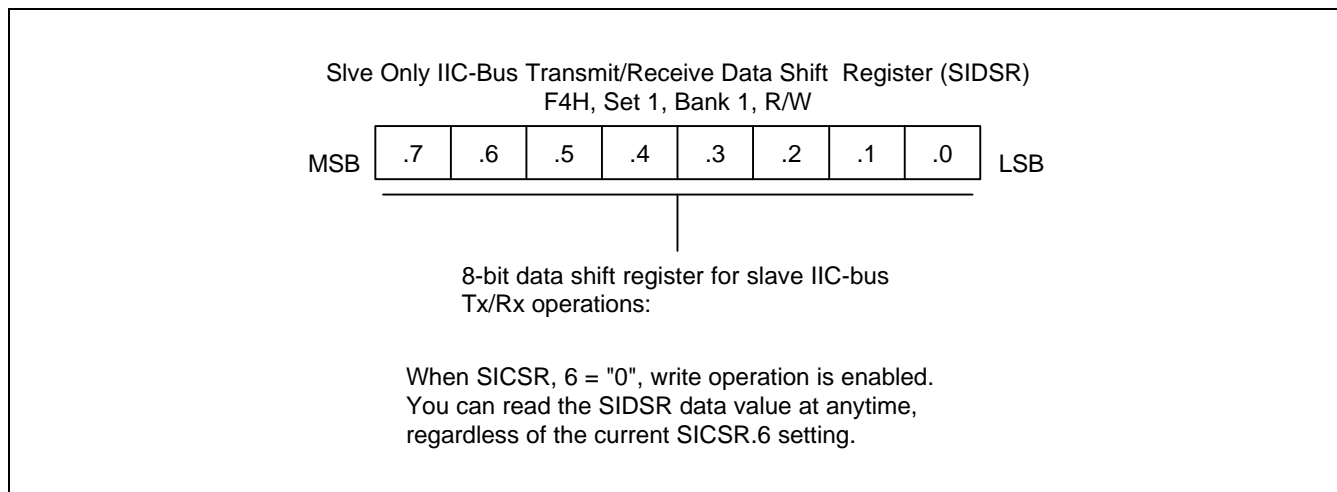 Slve Only IIC-Bus Transmit/Receive Data Shift  Register (SIDSR)
F4H, Set 1, Bank 1, R/W
MSB .7 .6 .5 .4 .3 .2 .1 .0 LSB
8-bit data shift register for slave IIC-bus
Tx/Rx operations:
When SICSR, 6 = "0", write operation is enabled.
You can read the SIDSR data value at anytime,
regardless of the current SICSR.6 setting.